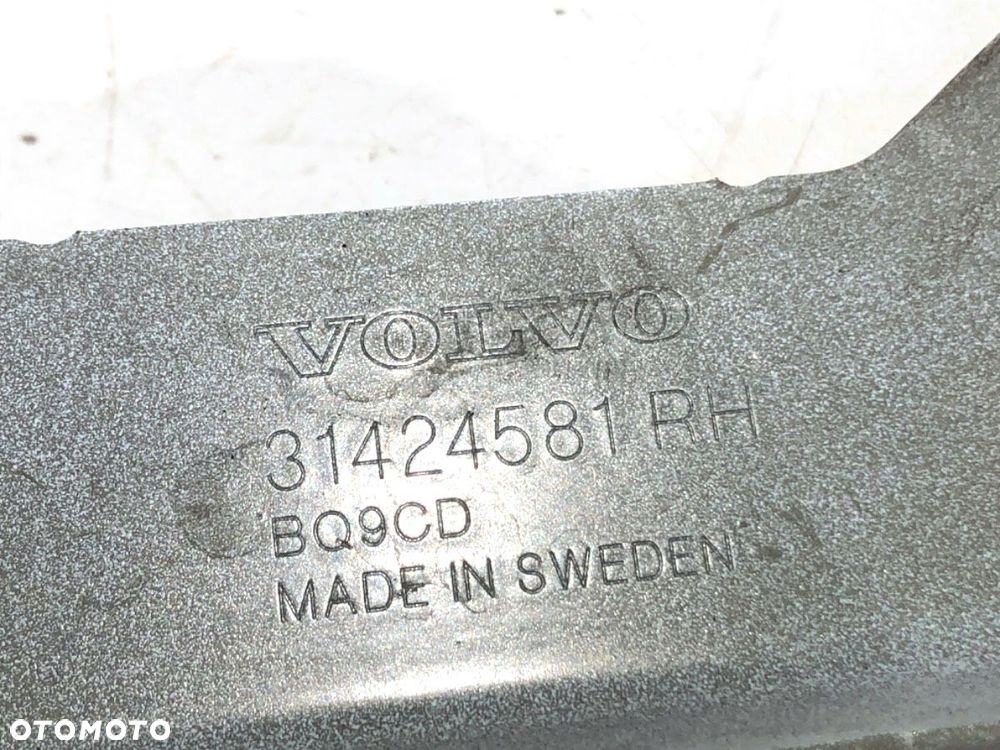 VOLVO
31424581 RH
BQ9CD
MADE IN SWEDEN
OTOMOTO